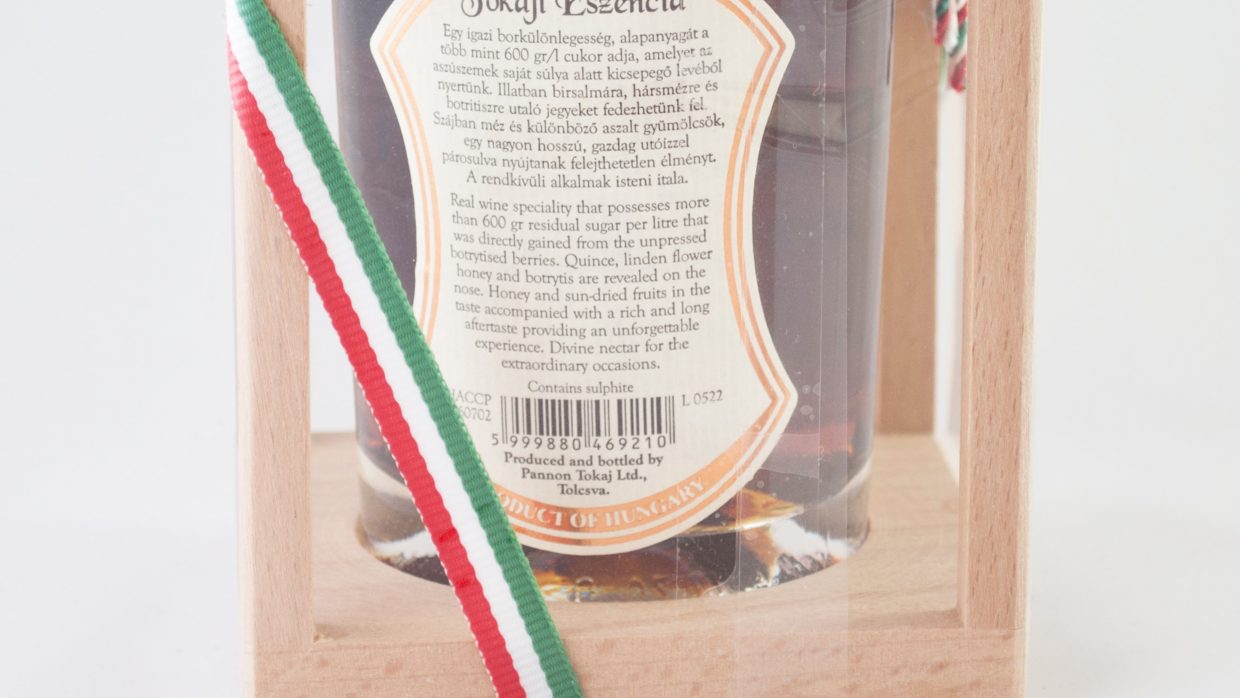 Tokaji Eszencia
Egy igazi borkülönlegesség, alapanyagát a
több mint 600 gr/l cukor adja, amelyet az
aszúszemek saját súlya alatt kicsepegő levéből
nyertünk. Illatban birsalmára, hársmézre és
botritiszre utaló jegyeket fedezhetünk fel.
Szájban méz és különböző aszalt gyümölcsök,
egy nagyon hosszú, gazdag utóízzel
párosulva nyújtanak felejthetetlen élményt.
A rendkívüli alkalmak isteni itala.
Real wine speciality that possesses more
than 600 gr residual sugar per litre that
was directly gained from the unpressed
botrytised berries. Quince, linden flower
honey and botrytis are revealed on the
nose. Honey and sun-dried fruits in the
taste accompanied with a rich and long
aftertaste providing an unforgettable
experience. Divine nectar for the
extraordinary occasions.
Contains sulphite
HACCP
0702
L 0522
5 999880 469210
Produced and bottled by
Pannon Tokaj Ltd.,
Tolcsva.
PRODUCT OF HUNGARY